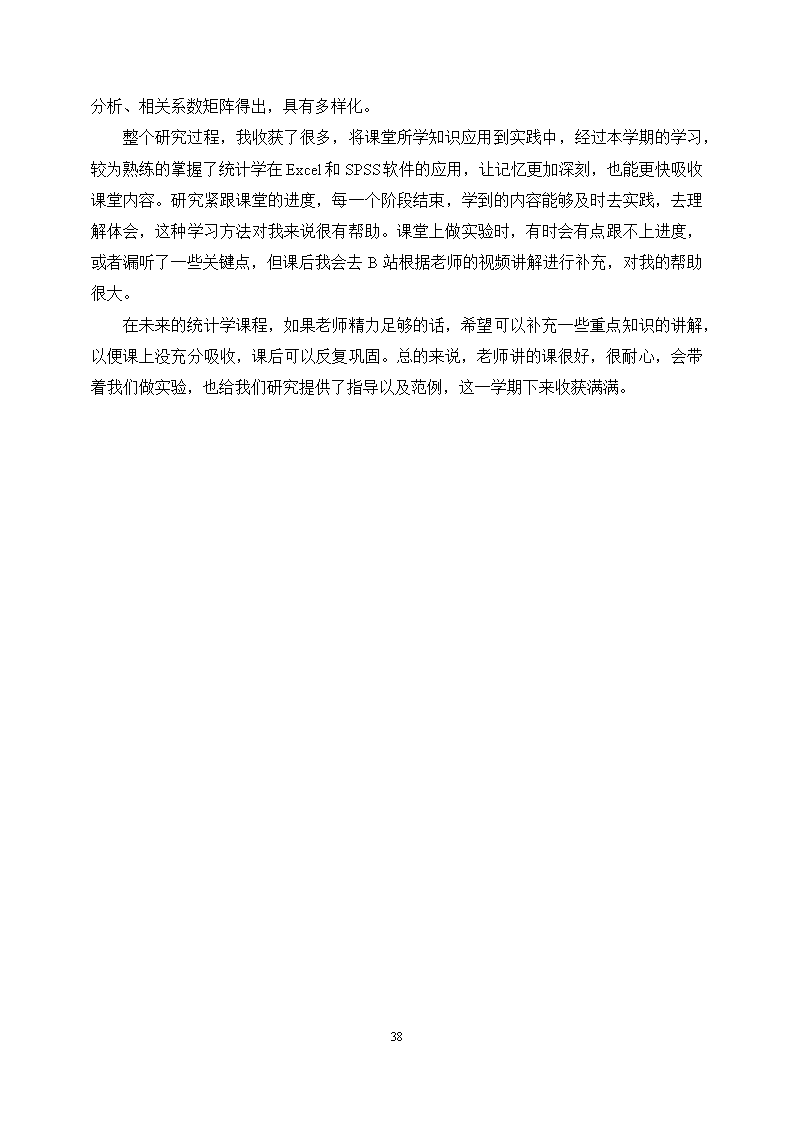 分析、相关系数矩阵得出，具有多样化。
整个研究过程，我收获了很多，将课堂所学知识应用到实践中，经过本学期的学习，
较为熟练的掌握了统计学在 Excel 和 SPSS 软件的应用，让记忆更加深刻，也能更快吸收
课堂内容。研究紧跟课堂的进度，每一个阶段结束，学到的内容能够及时去实践，去理
解体会，这种学习方法对我来说很有帮助。课堂上做实验时，有时会有点跟不上进度，
或者漏听了一些关键点，但课后我会去 B 站根据老师的视频讲解进行补充，对我的帮助
很大。
在未来的统计学课程，如果老师精力足够的话，希望可以补充一些重点知识的讲解，
以便课上没充分吸收，课后可以反复巩固。总的来说，老师讲的课很好，很耐心，会带
着我们做实验，也给我们研究提供了指导以及范例，这一学期下来收获满满。
38